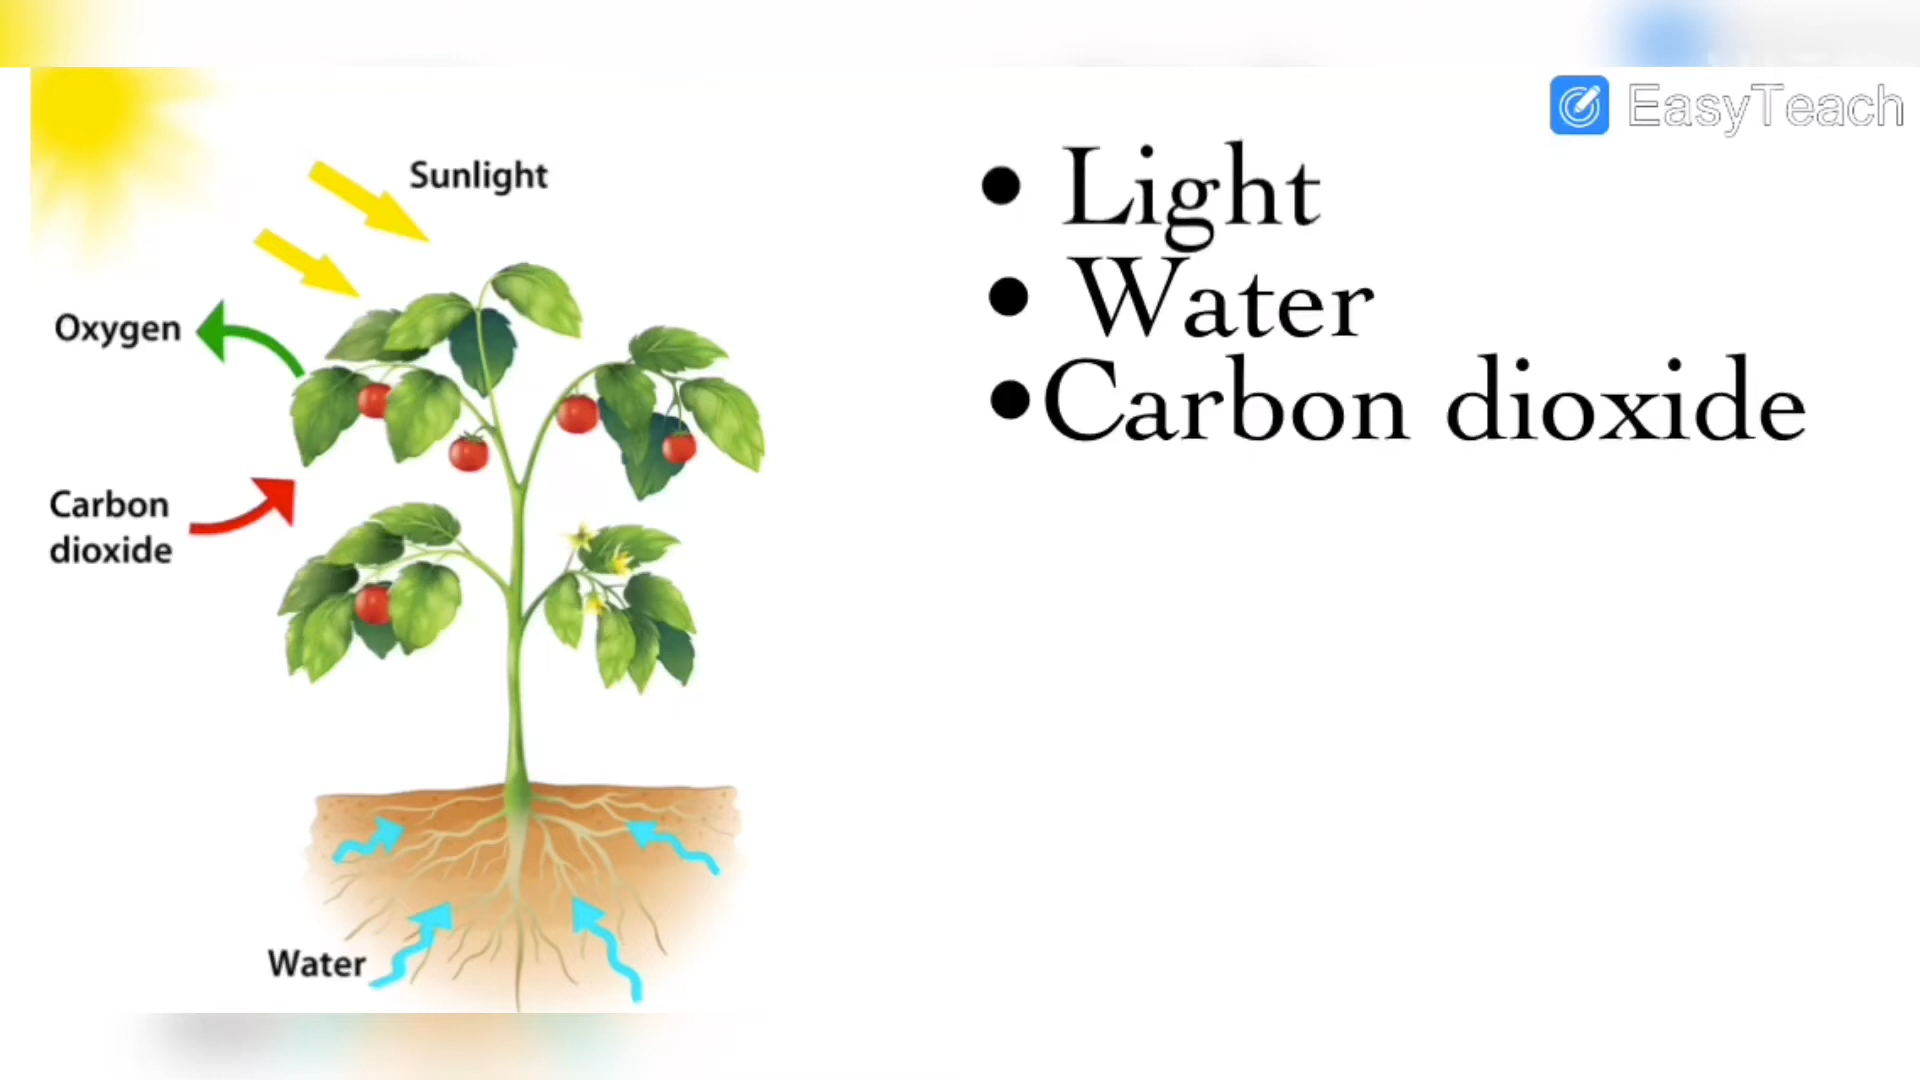 EasyTeach
Sunlight
Oxygen
Carbon
dioxide
Water
• Light
• Water
•Carbon dioxide